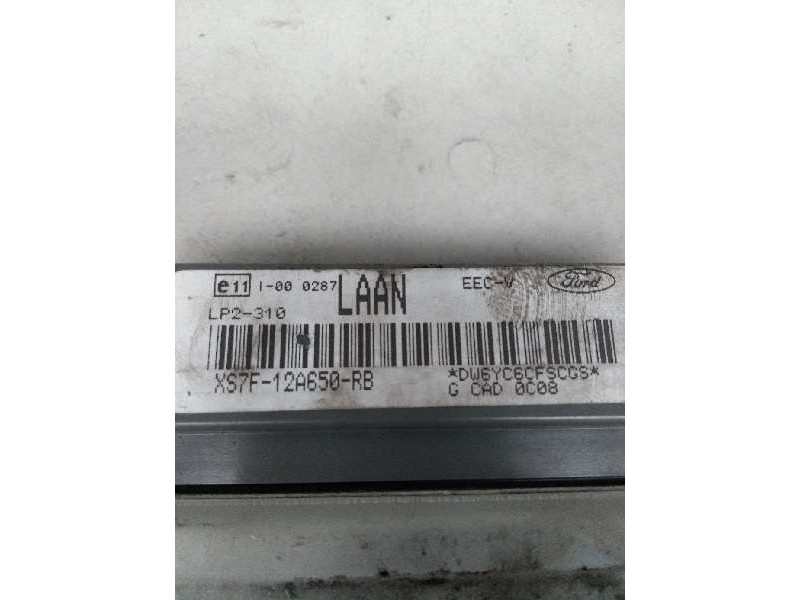 e11 I-00 0287 LAAN EEC-V Ford
LP2-310
XS7F-12A650-RB *DW6YC6CFSCGS*
G CAD 0C08